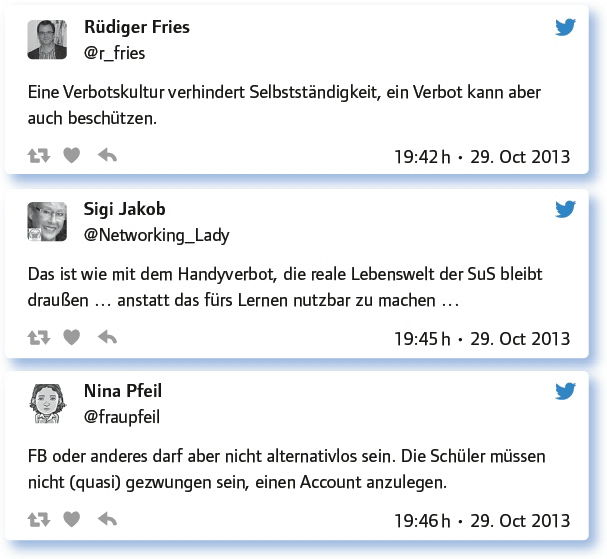 Rüdiger Fries
@r_fries
Eine Verbotskultur verhindert Selbstständigkeit, ein Verbot kann aber
auch beschützen.
19:42 h · 29. Oct 2013
Sigi Jakob
@Networking_Lady
Das ist wie mit dem Handyverbot, die reale Lebenswelt der SuS bleibt
draußen … anstatt das fürs Lernen nutzbar zu machen …
19:45 h · 29. Oct 2013
Nina Pfeil
@fraupfeil
FB oder anderes darf aber nicht alternativlos sein. Die Schüler müssen
nicht (quasi) gezwungen sein, einen Account anzulegen.
19:46 h · 29. Oct 2013